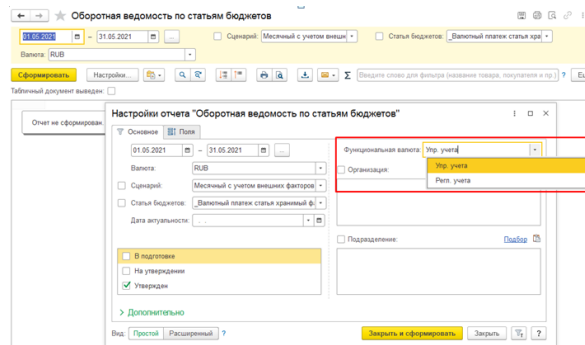 Оборотная ведомость по статьям бюджетов
01.05.2021 – 31.05.2021 ... Сценарий: Месячный с учетом внешн Статья Бюджетов: _Валютный платеж статья хра
Валюта: RUB
Сформировать Настройки... Σ Введите слово для фильтра (название товара, покупателя и пр.) ?
Табличный документ выведен:
Отчет не сформирован.
Настройки отчета "Оборотная ведомость по статьям бюджетов"
Основное Поля
01.05.2021 – 31.05.2021 ... Функциональная валюта: Упр. учета
Упр. учета
Валюта: RUB Организация:
Регл. учета
Сценарий: Месячный с учетом внешних факторов
Статья Бюджетов: _Валютный платеж статья хранимый ф
Дата актуальности: . .
Подразделение: Подбор
В подготовке
На утверждении
Утвержден
> Дополнительно
Вид: Простой Расширенный ? Закрыть и сформировать Закрыть ?